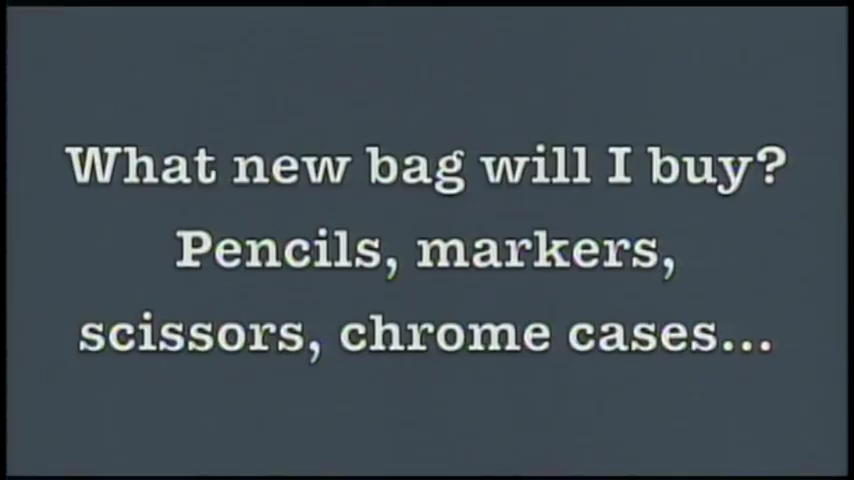 What new bag will I buy?
Pencils, markers,
scissors, chrome cases...